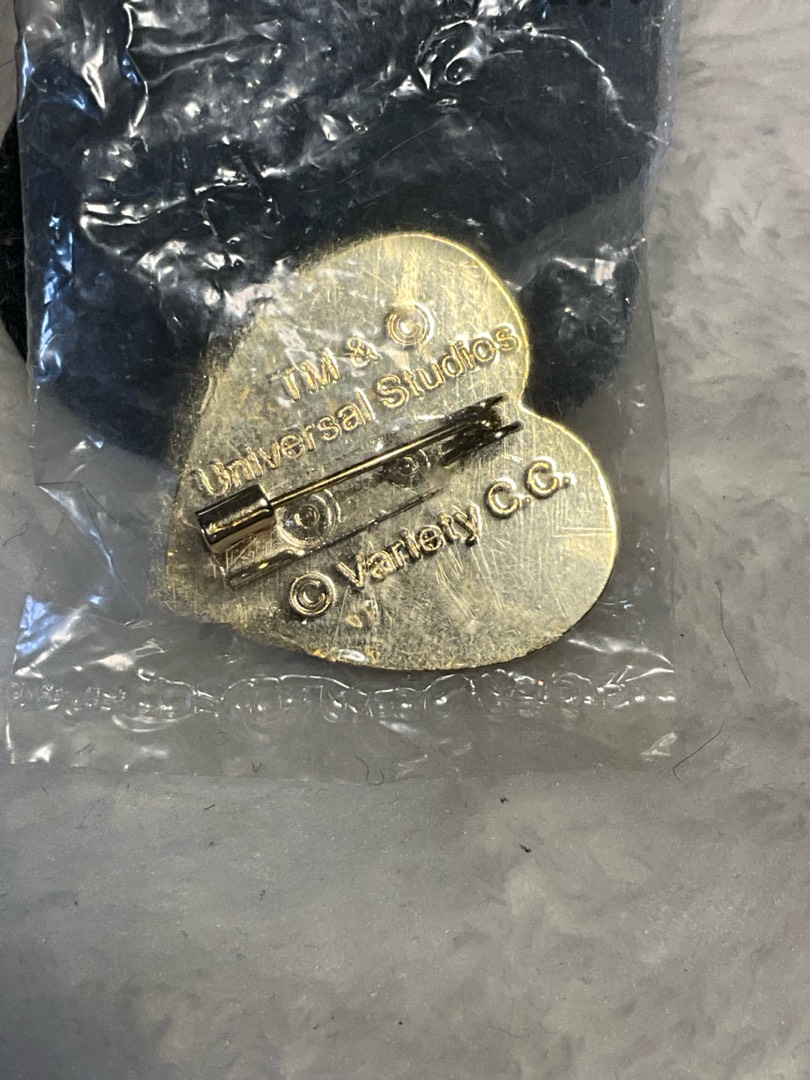 TM & ©
Universal Studios
© Variety C.C.